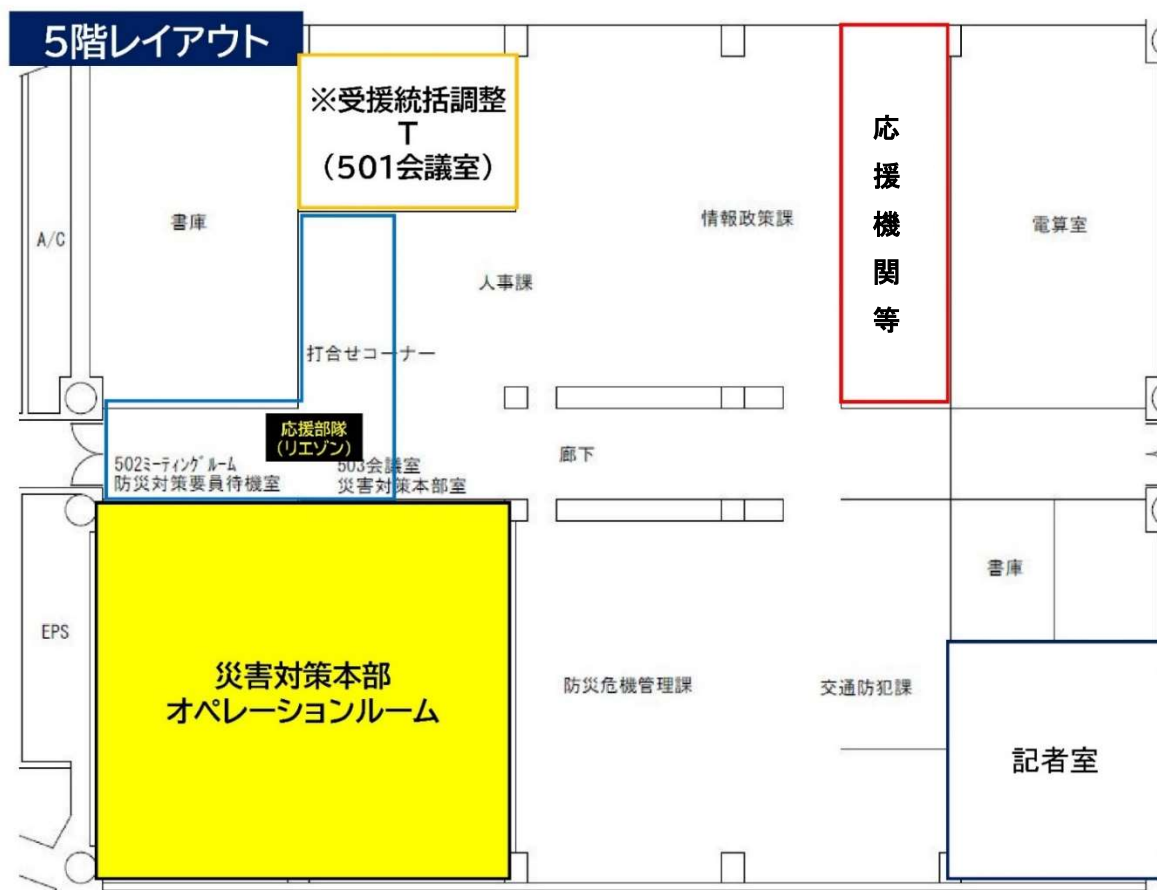 5階レイアウト
※受援統括調整
T
（501会議室）
応援機関等
書庫
A/C
情報政策課
電算室
人事課
打合せコーナー
応援部隊
（リエゾン）
502ミーティングルーム
防災対策要員待機室
503会議室
災害対策本部室
廊下
書庫
EPS
災害対策本部
オペレーションルーム
防災危機管理課
交通防犯課
記者室